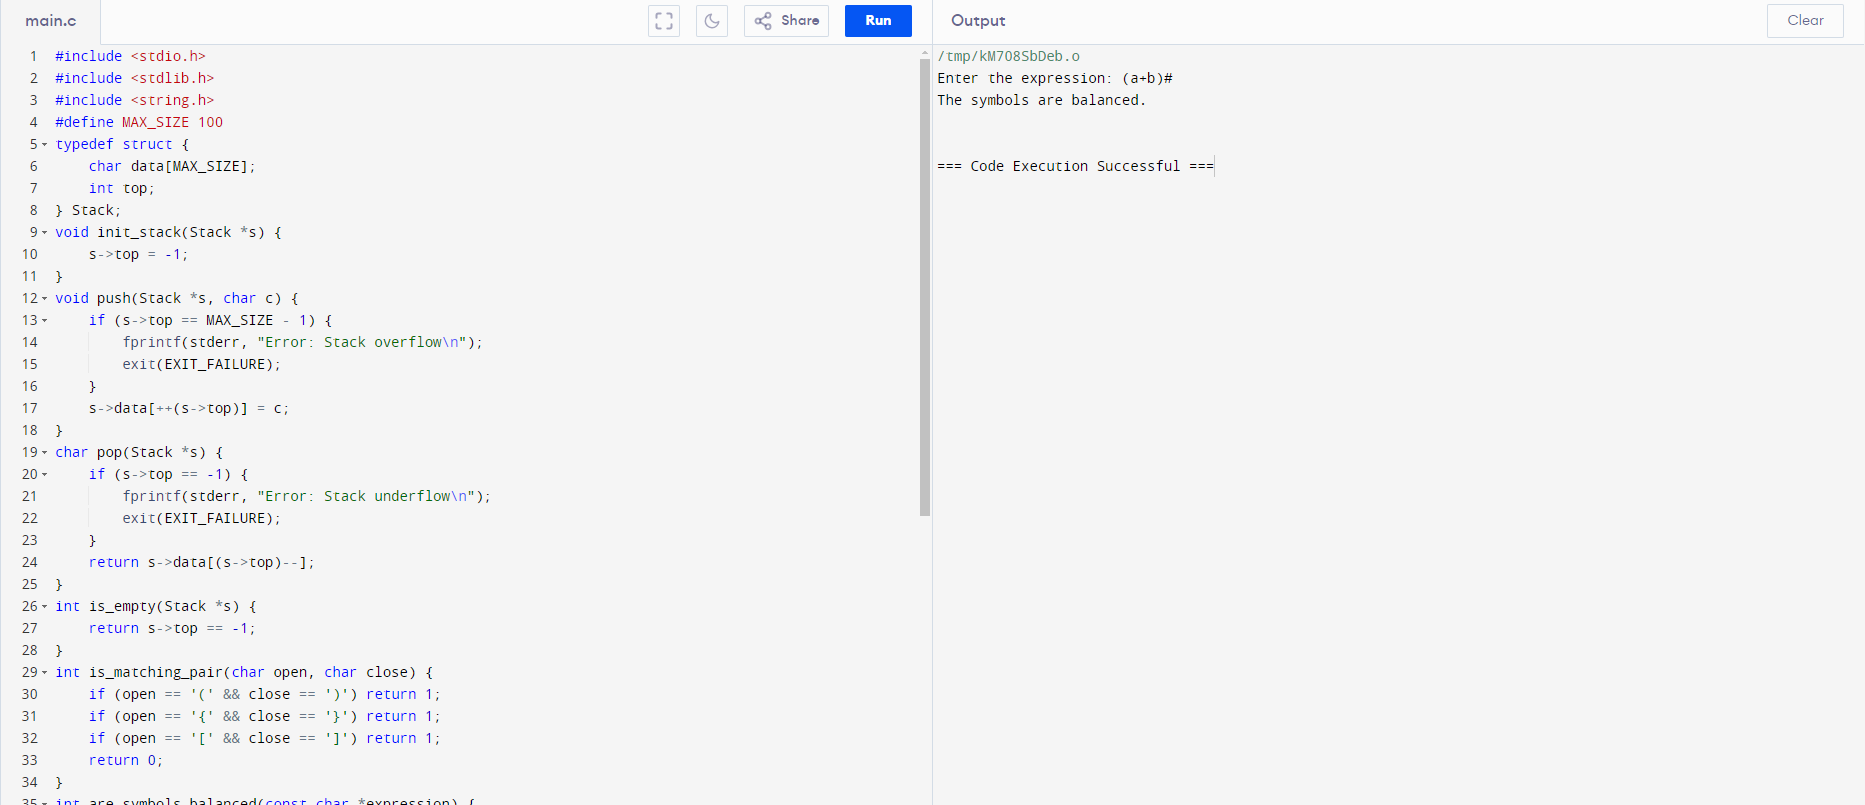 main.c
Share
Run
Output
Clear
1 #include <stdio.h>
2 #include <stdlib.h>
3 #include <string.h>
4 #define MAX_SIZE 100
5 typedef struct {
6     char data[MAX_SIZE];
7     int top;
8 } Stack;
9 void init_stack(Stack *s) {
10     s->top = -1;
11 }
12 void push(Stack *s, char c) {
13     if (s->top == MAX_SIZE - 1) {
14         fprintf(stderr, "Error: Stack overflow\n");
15         exit(EXIT_FAILURE);
16     }
17     s->data[++(s->top)] = c;
18 }
19 char pop(Stack *s) {
20     if (s->top == -1) {
21         fprintf(stderr, "Error: Stack underflow\n");
22         exit(EXIT_FAILURE);
23     }
24     return s->data[(s->top)--];
25 }
26 int is_empty(Stack *s) {
27     return s->top == -1;
28 }
29 int is_matching_pair(char open, char close) {
30     if (open == '(' && close == ')') return 1;
31     if (open == '{' && close == '}') return 1;
32     if (open == '[' && close == ']') return 1;
33     return 0;
34 }
35 int are_symbols_balanced(const char *expression) {
/tmp/kM708SbDeb.o
Enter the expression: (a+b)#
The symbols are balanced.
=== Code Execution Successful ===